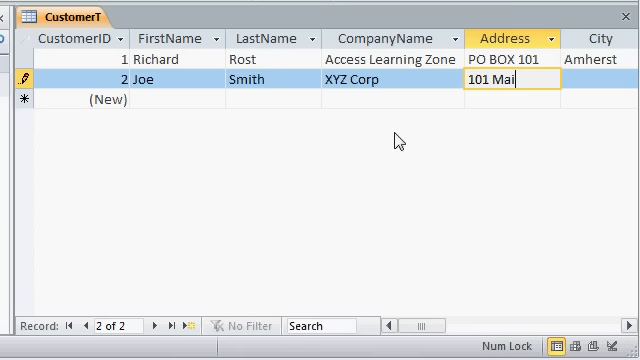 CustomerT
CustomerID FirstName LastName CompanyName Address City
1 Richard Rost Access Learning Zone PO BOX 101 Amherst
2 Joe Smith XYZ Corp 101 Mai
(New)
Record: 2 of 2 No Filter Search
Num Lock